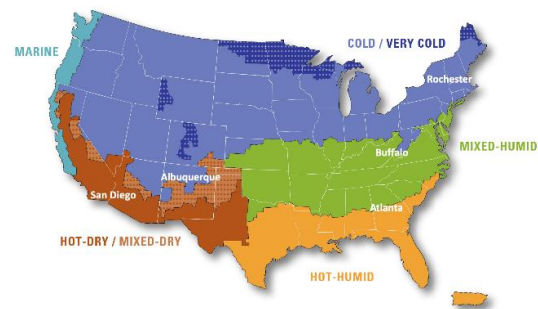 MARINE
COLD / VERY COLD
Rochester
Buffalo
MIXED-HUMID
Albuquerque
San Diego
Atlanta
HOT-DRY / MIXED-DRY
HOT-HUMID